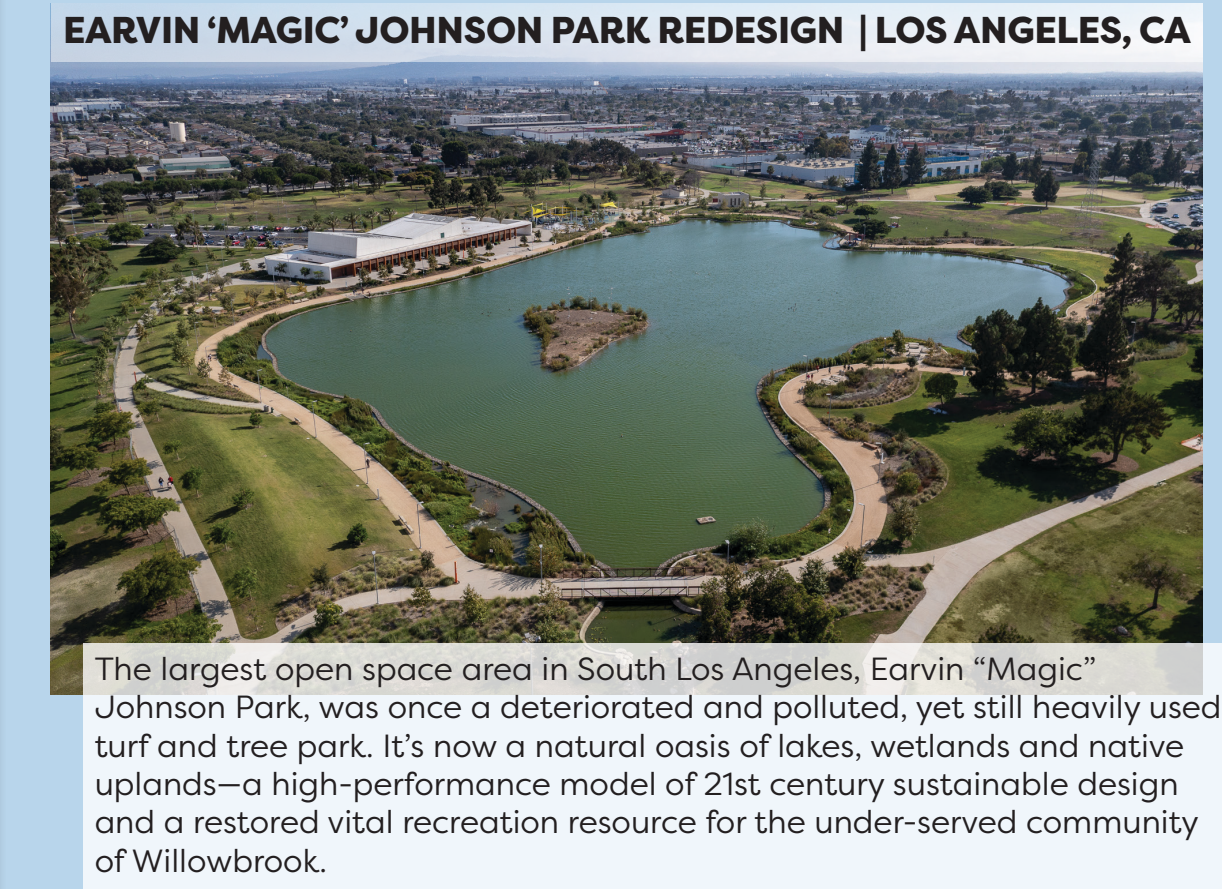 EARVIN ‘MAGIC’ JOHNSON PARK REDESIGN | LOS ANGELES, CA
The largest open space area in South Los Angeles, Earvin “Magic”
Johnson Park, was once a deteriorated and polluted, yet still heavily used
turf and tree park. It’s now a natural oasis of lakes, wetlands and native
uplands—a high-performance model of 21st century sustainable design
and a restored vital recreation resource for the under-served community
of Willowbrook.